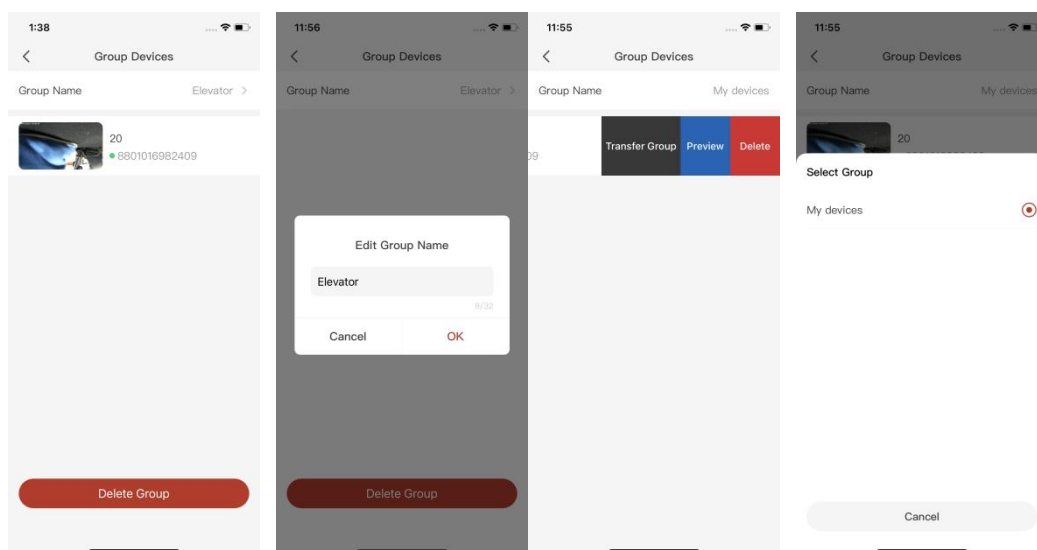 1:38
Group Devices
Group Name Elevator >
20
8801016982409
Delete Group
11:56
Group Devices
Group Name Elevator >
Edit Group Name
Elevator
8/32
Cancel OK
Delete Group
11:55
Group Devices
Group Name My devices
09 Transfer Group Preview Delete
11:55
Group Devices
Group Name My devices
20
Select Group
My devices
Cancel